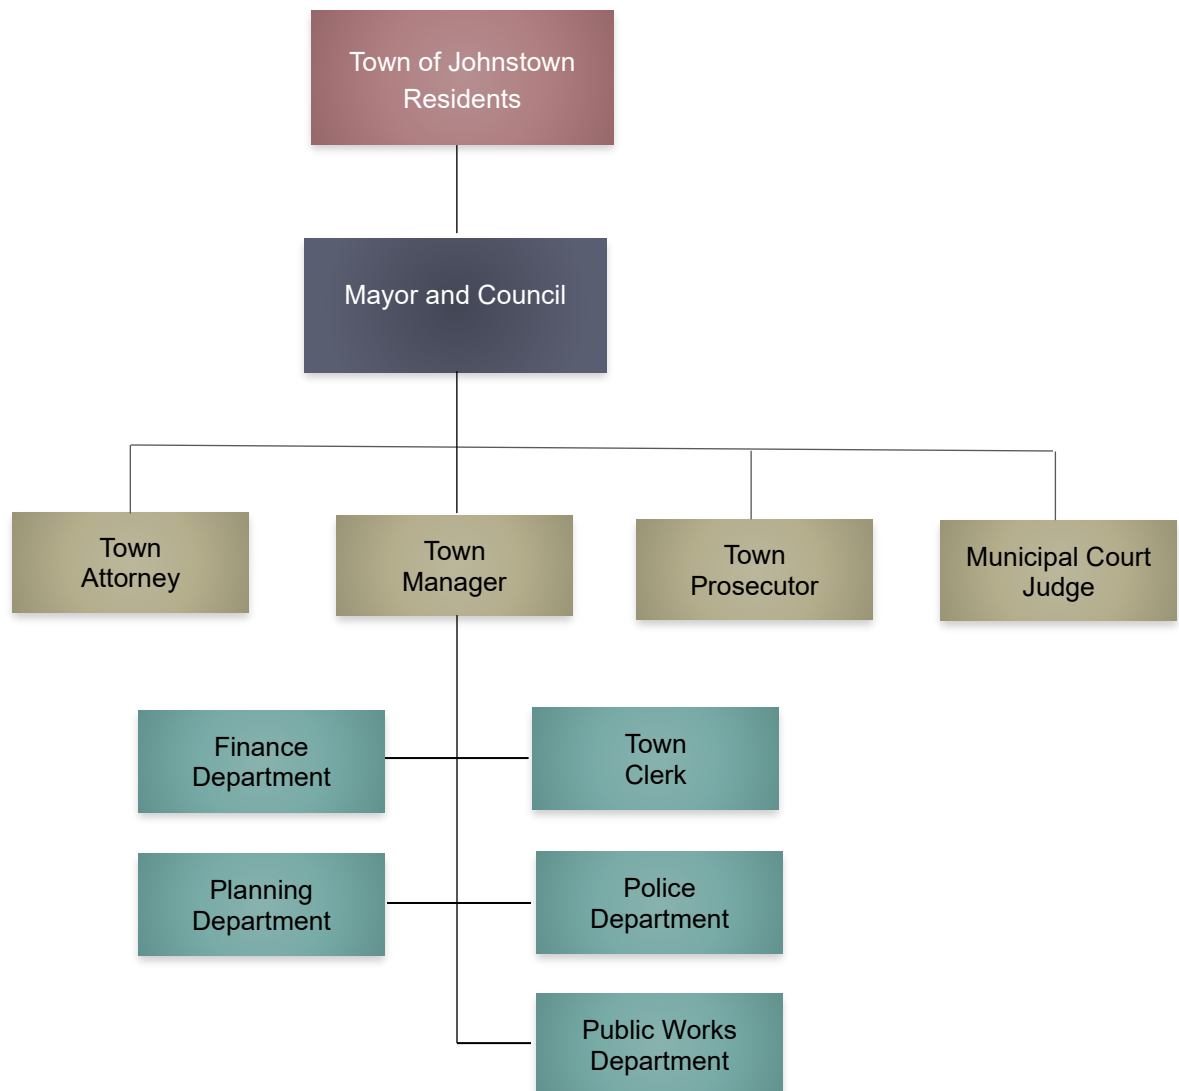 Town of Johnstown
Residents
Mayor and Council
Town
Attorney
Town
Manager
Town
Prosecutor
Municipal Court
Judge
Finance
Department
Town
Clerk
Planning
Department
Police
Department
Public Works
Department